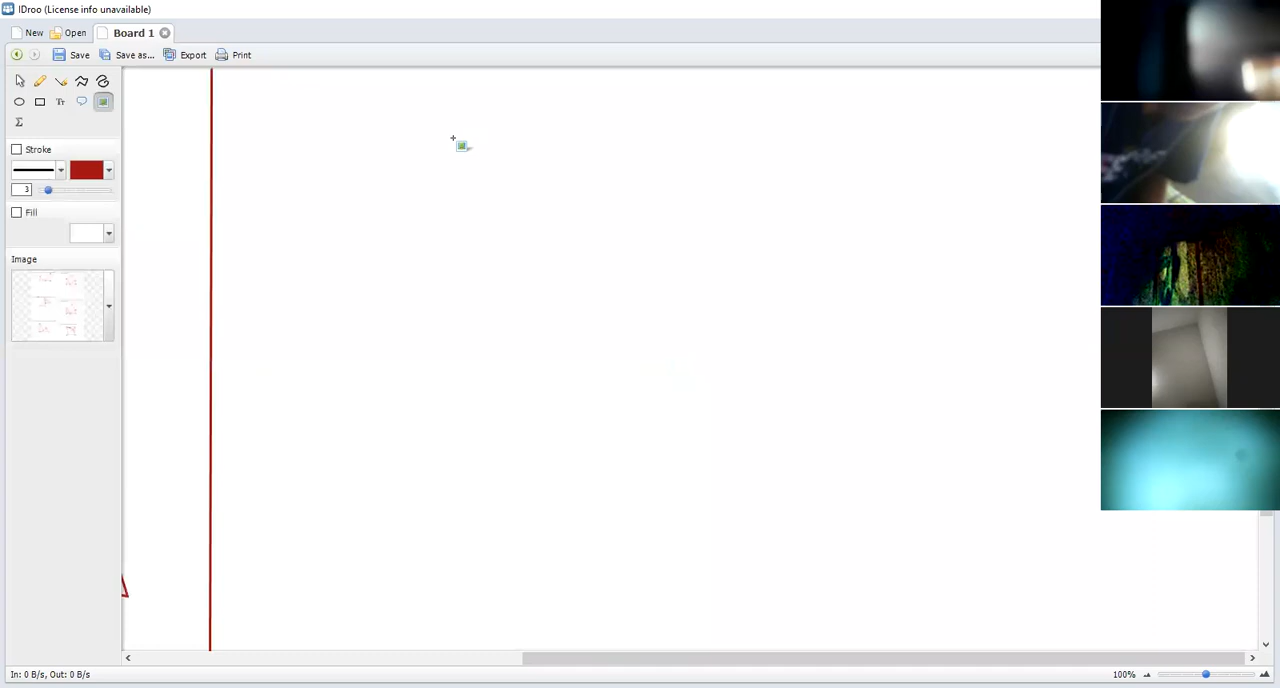 IDroo (License info unavailable)
New Open Board 1
Save Save as... Export Print
Tr
Σ
Stroke
3
Fill
Image
In: 0 B/s, Out: 0 B/s
100%